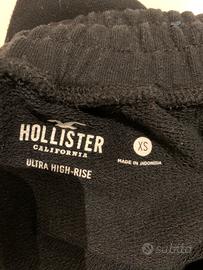 HOLLISTER
CALIFORNIA
ULTRA HIGH-RISE
XS
MADE IN INDONESIA
subito